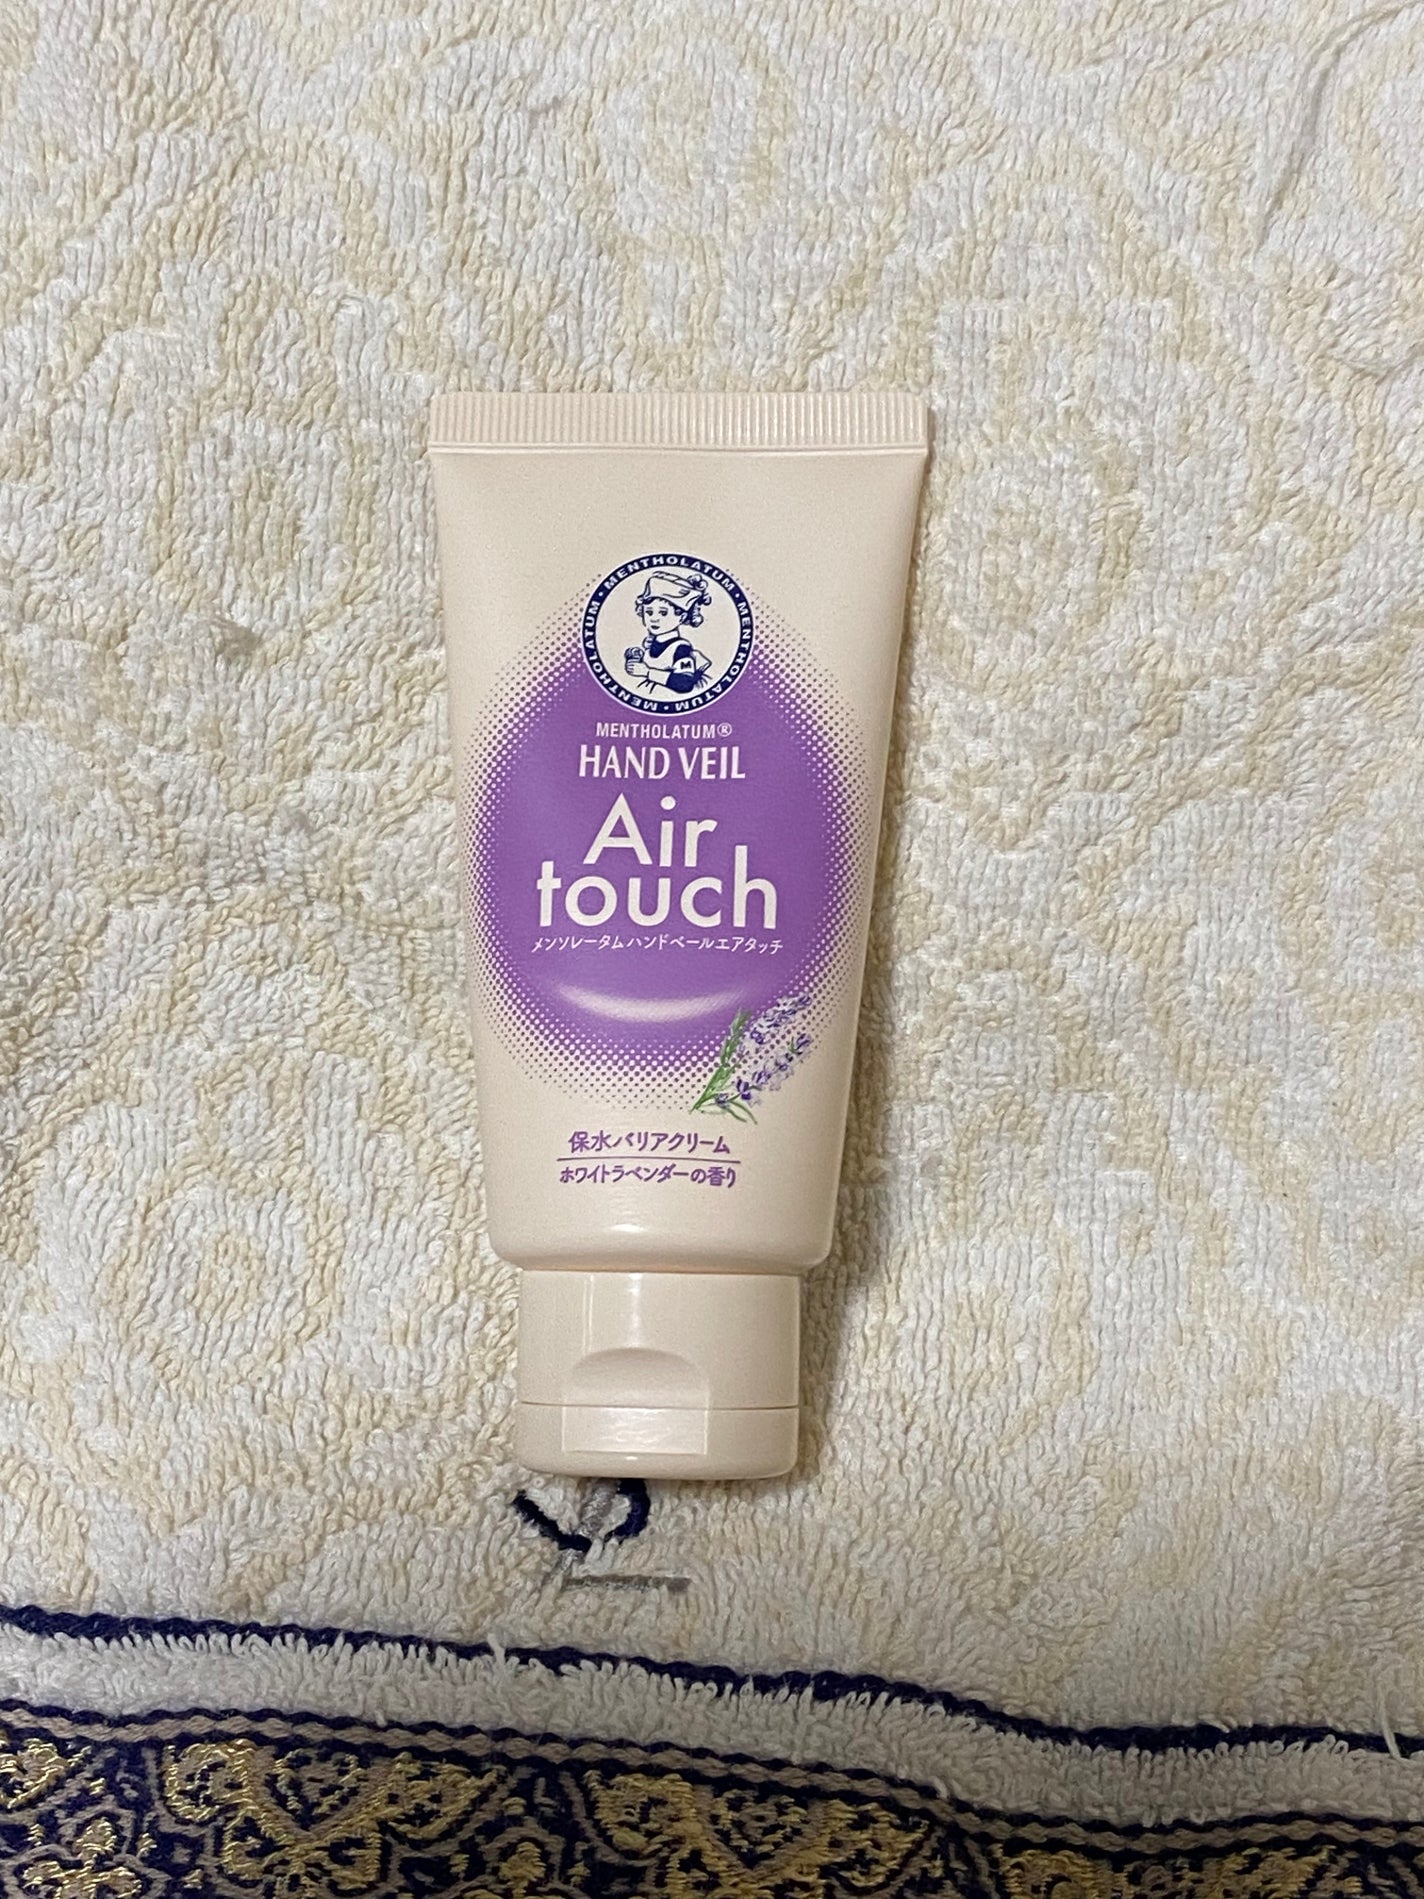 MENTHOLATUM • MENTHOLATUM • MENTHOLATUM • MENTHOLATUM
M
MENTHOLATUM®
HAND VEIL
Air
touch
メンソレータムハンドベールエアタッチ
保水バリアクリーム
ホワイトラベンダーの香り